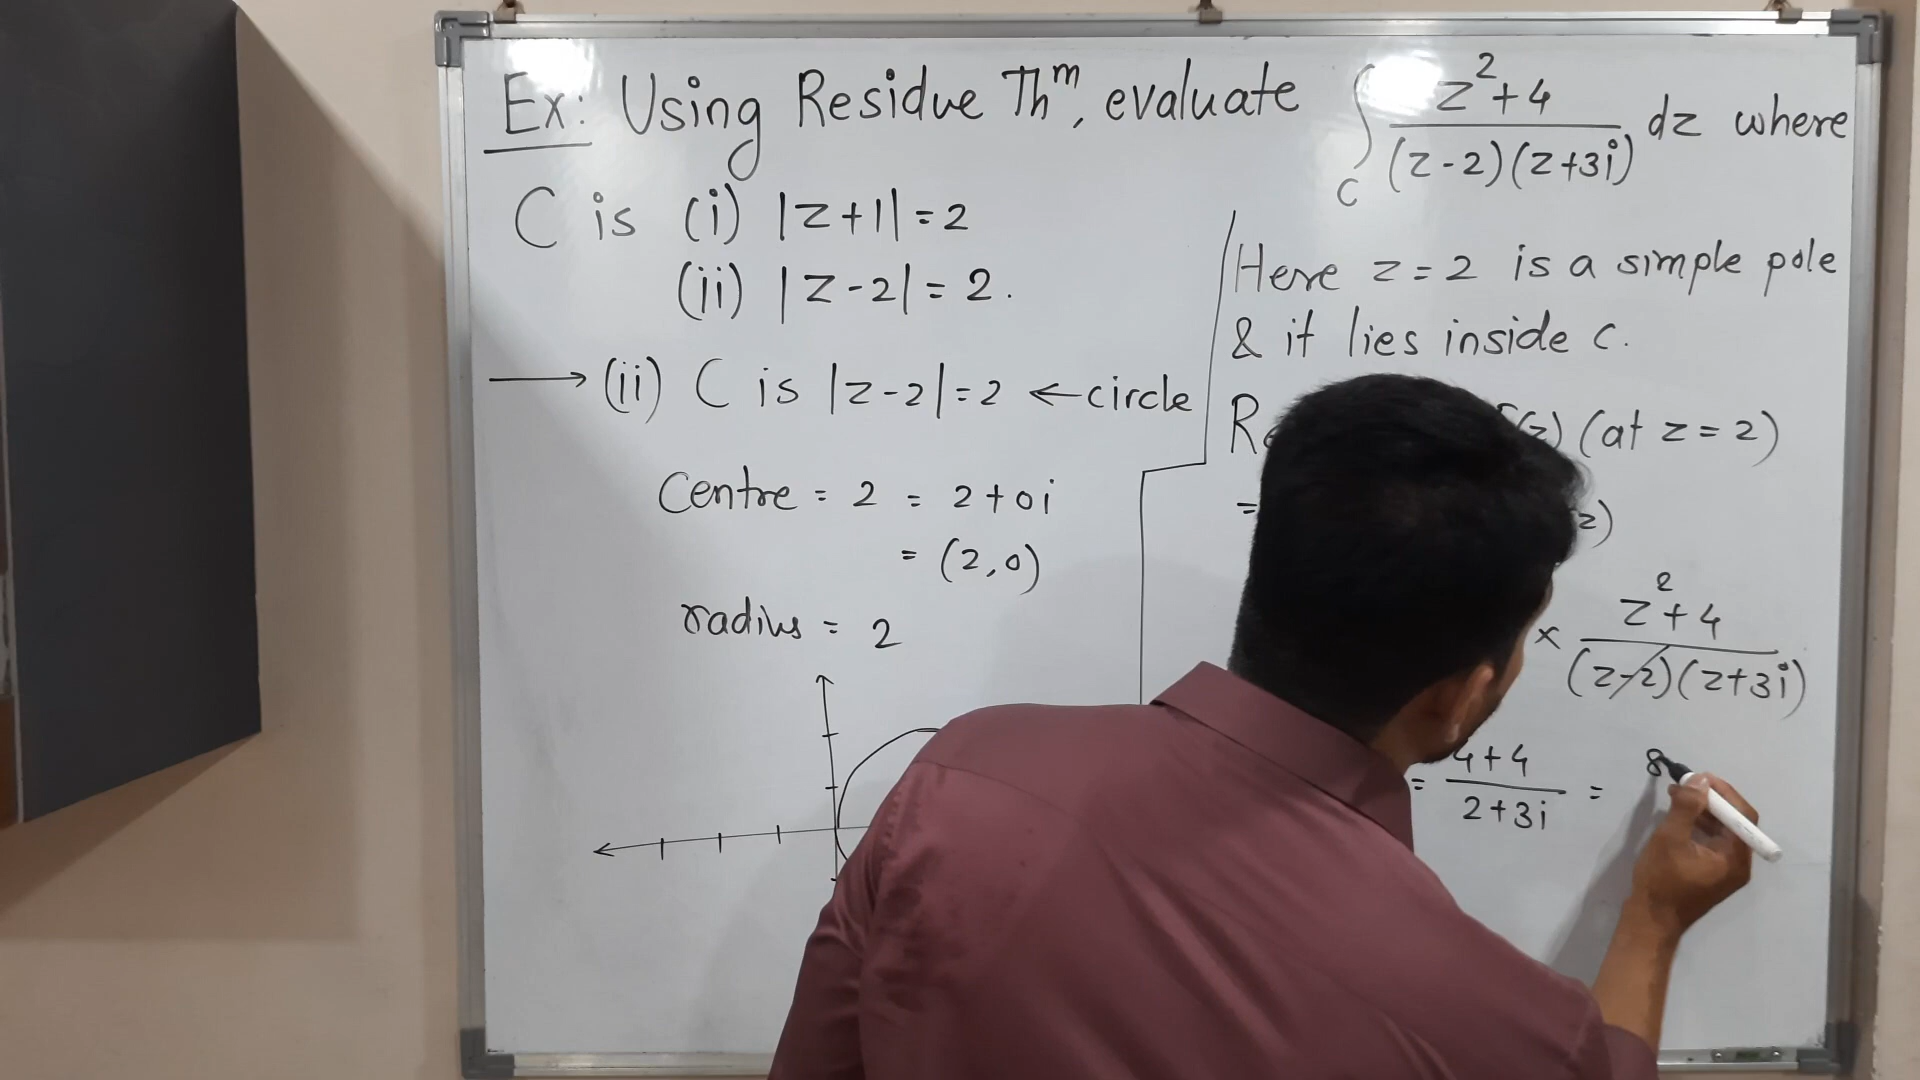 Ex: Using Residue Thᵐ, evaluate ∫_C (z²+4)/((z-2)(z+3i)) dz where
C is (i) |z+1| = 2
(ii) |z-2| = 2.
→ (ii) C is |z-2| = 2 ← circle
Centre = 2 = 2+0i
= (2,0)
radius = 2
Here z = 2 is a simple pole
& it lies inside C.
(at z = 2)
=
z)
× (z²+4)/((z-2)(z+3i))
= (4+4)/(2+3i) = 8